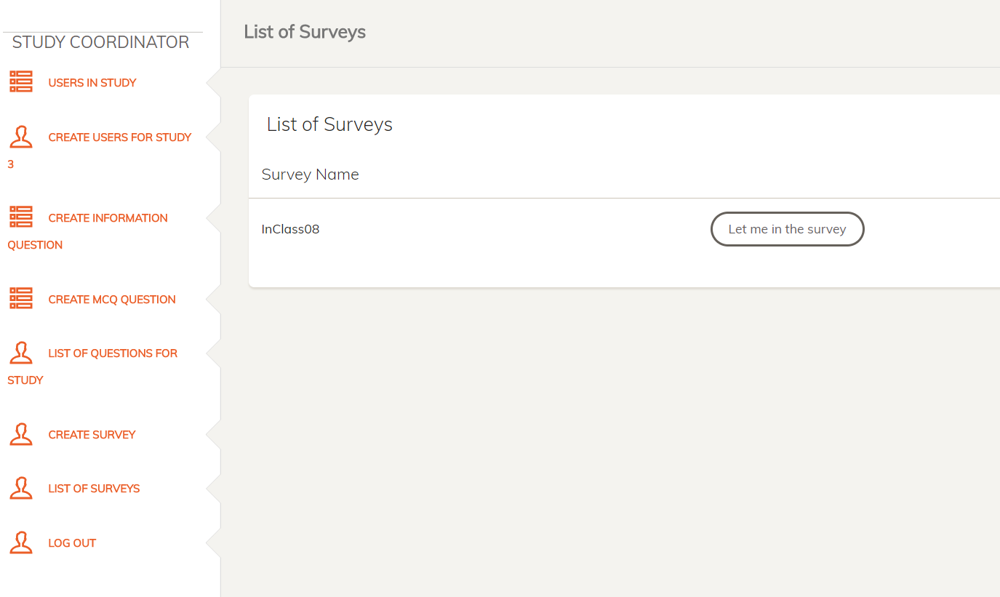 STUDY COORDINATOR
USERS IN STUDY
CREATE USERS FOR STUDY
3
CREATE INFORMATION
QUESTION
CREATE MCQ QUESTION
LIST OF QUESTIONS FOR
STUDY
CREATE SURVEY
LIST OF SURVEYS
LOG OUT
List of Surveys
List of Surveys
Survey Name
InClass08 Let me in the survey